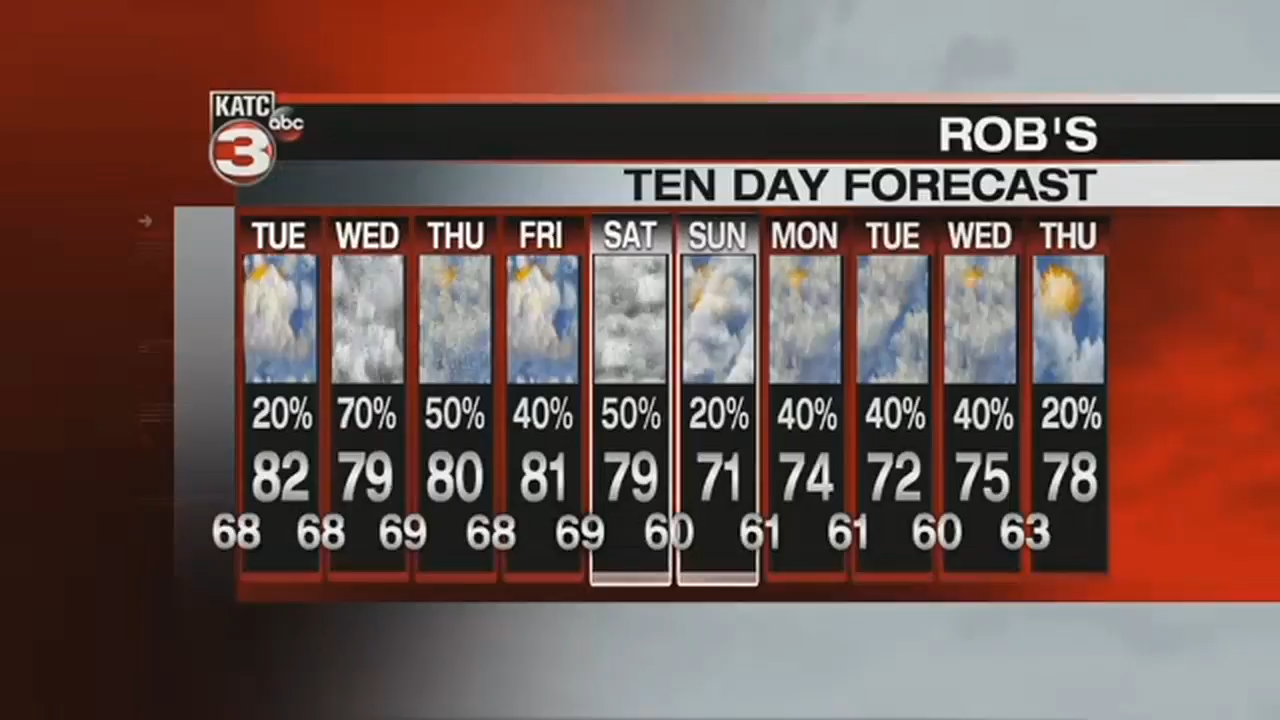 KATC
abc
3
ROB'S
TEN DAY FORECAST
TUE WED THU FRI SAT SUN MON TUE WED THU
20% 70% 50% 40% 50% 20% 40% 40% 40% 20%
82 79 80 81 79 71 74 72 75 78
68 68 69 68 69 60 61 61 60 63